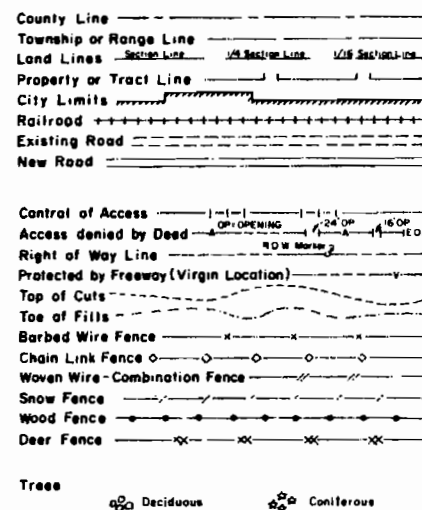 County Line
Township or Range Line
Land Lines Section Line 1/4 Section Line 1/16 Section Line
Property or Tract Line
City Limits
Railroad
Existing Road
New Road
Control of Access
Access denied by Deed OP=OPENING 24' OP 16' OP
Right of Way Line R.O.W. Marker
Protected by Freeway (Virgin Location)
Top of Cuts
Toe of Fills
Barbed Wire Fence
Chain Link Fence
Woven Wire-Combination Fence
Snow Fence
Wood Fence
Deer Fence
Trees
Deciduous Coniferous